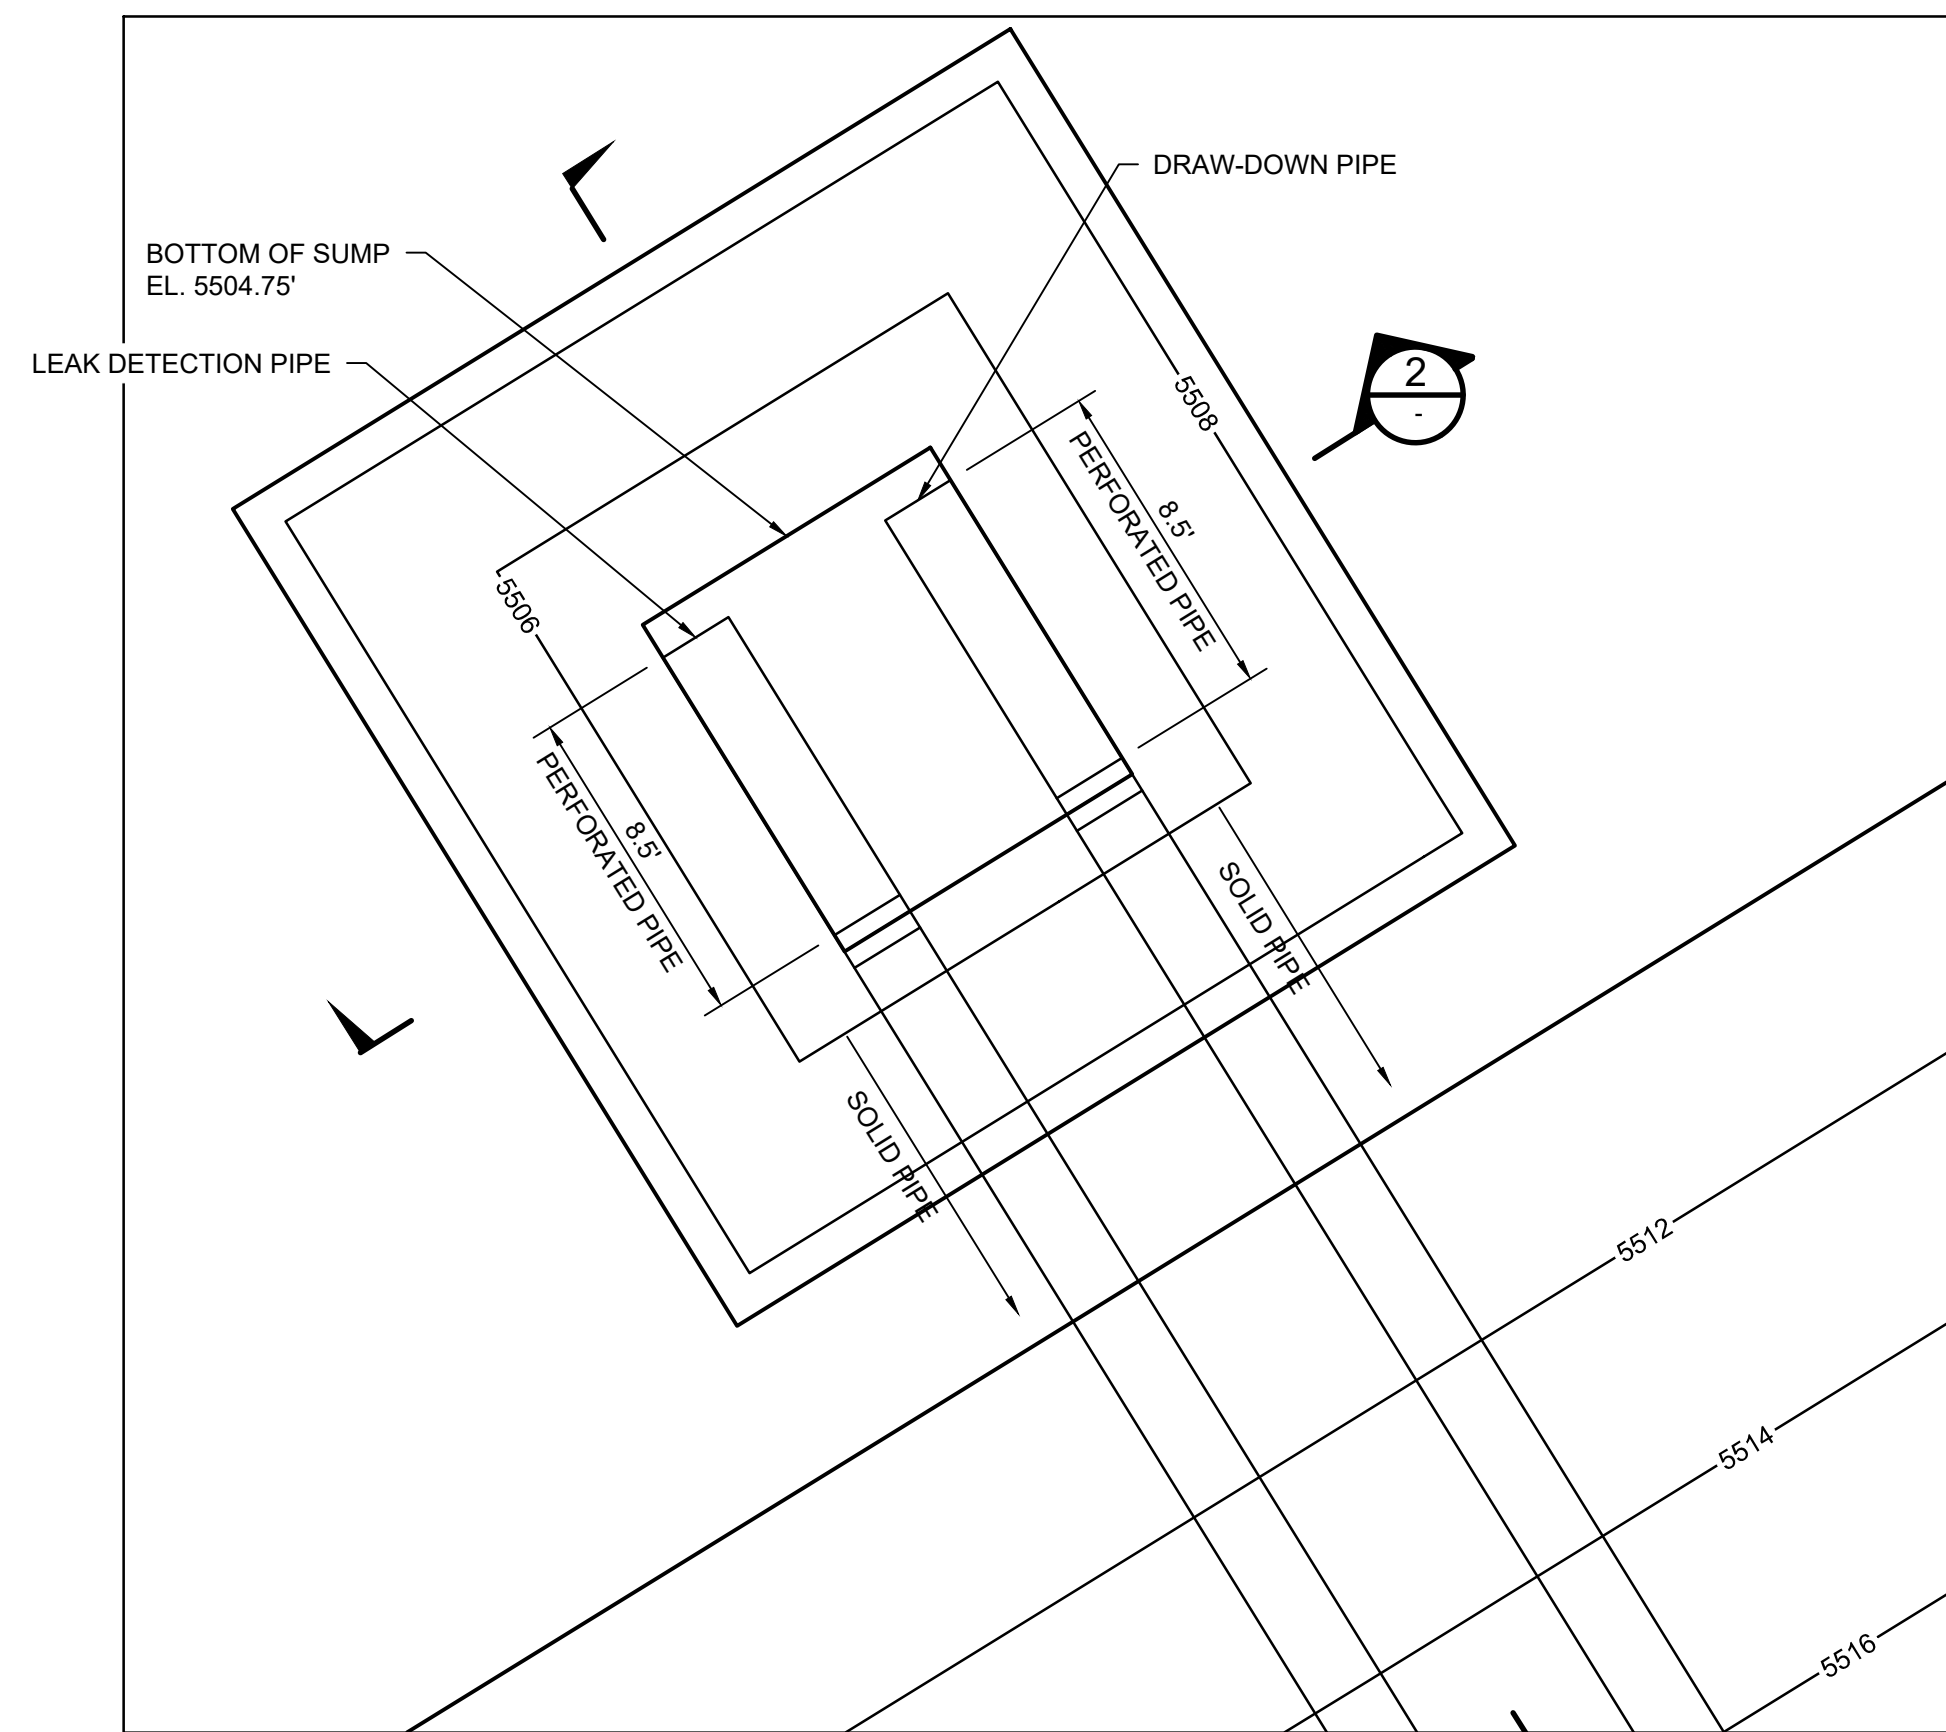 DRAW-DOWN PIPE
BOTTOM OF SUMP
EL. 5504.75'
LEAK DETECTION PIPE
2
-
5508
8.5'
PERFORATED PIPE
5506
8.5'
PERFORATED PIPE
SOLID PIPE
SOLID PIPE
5512
5514
5516